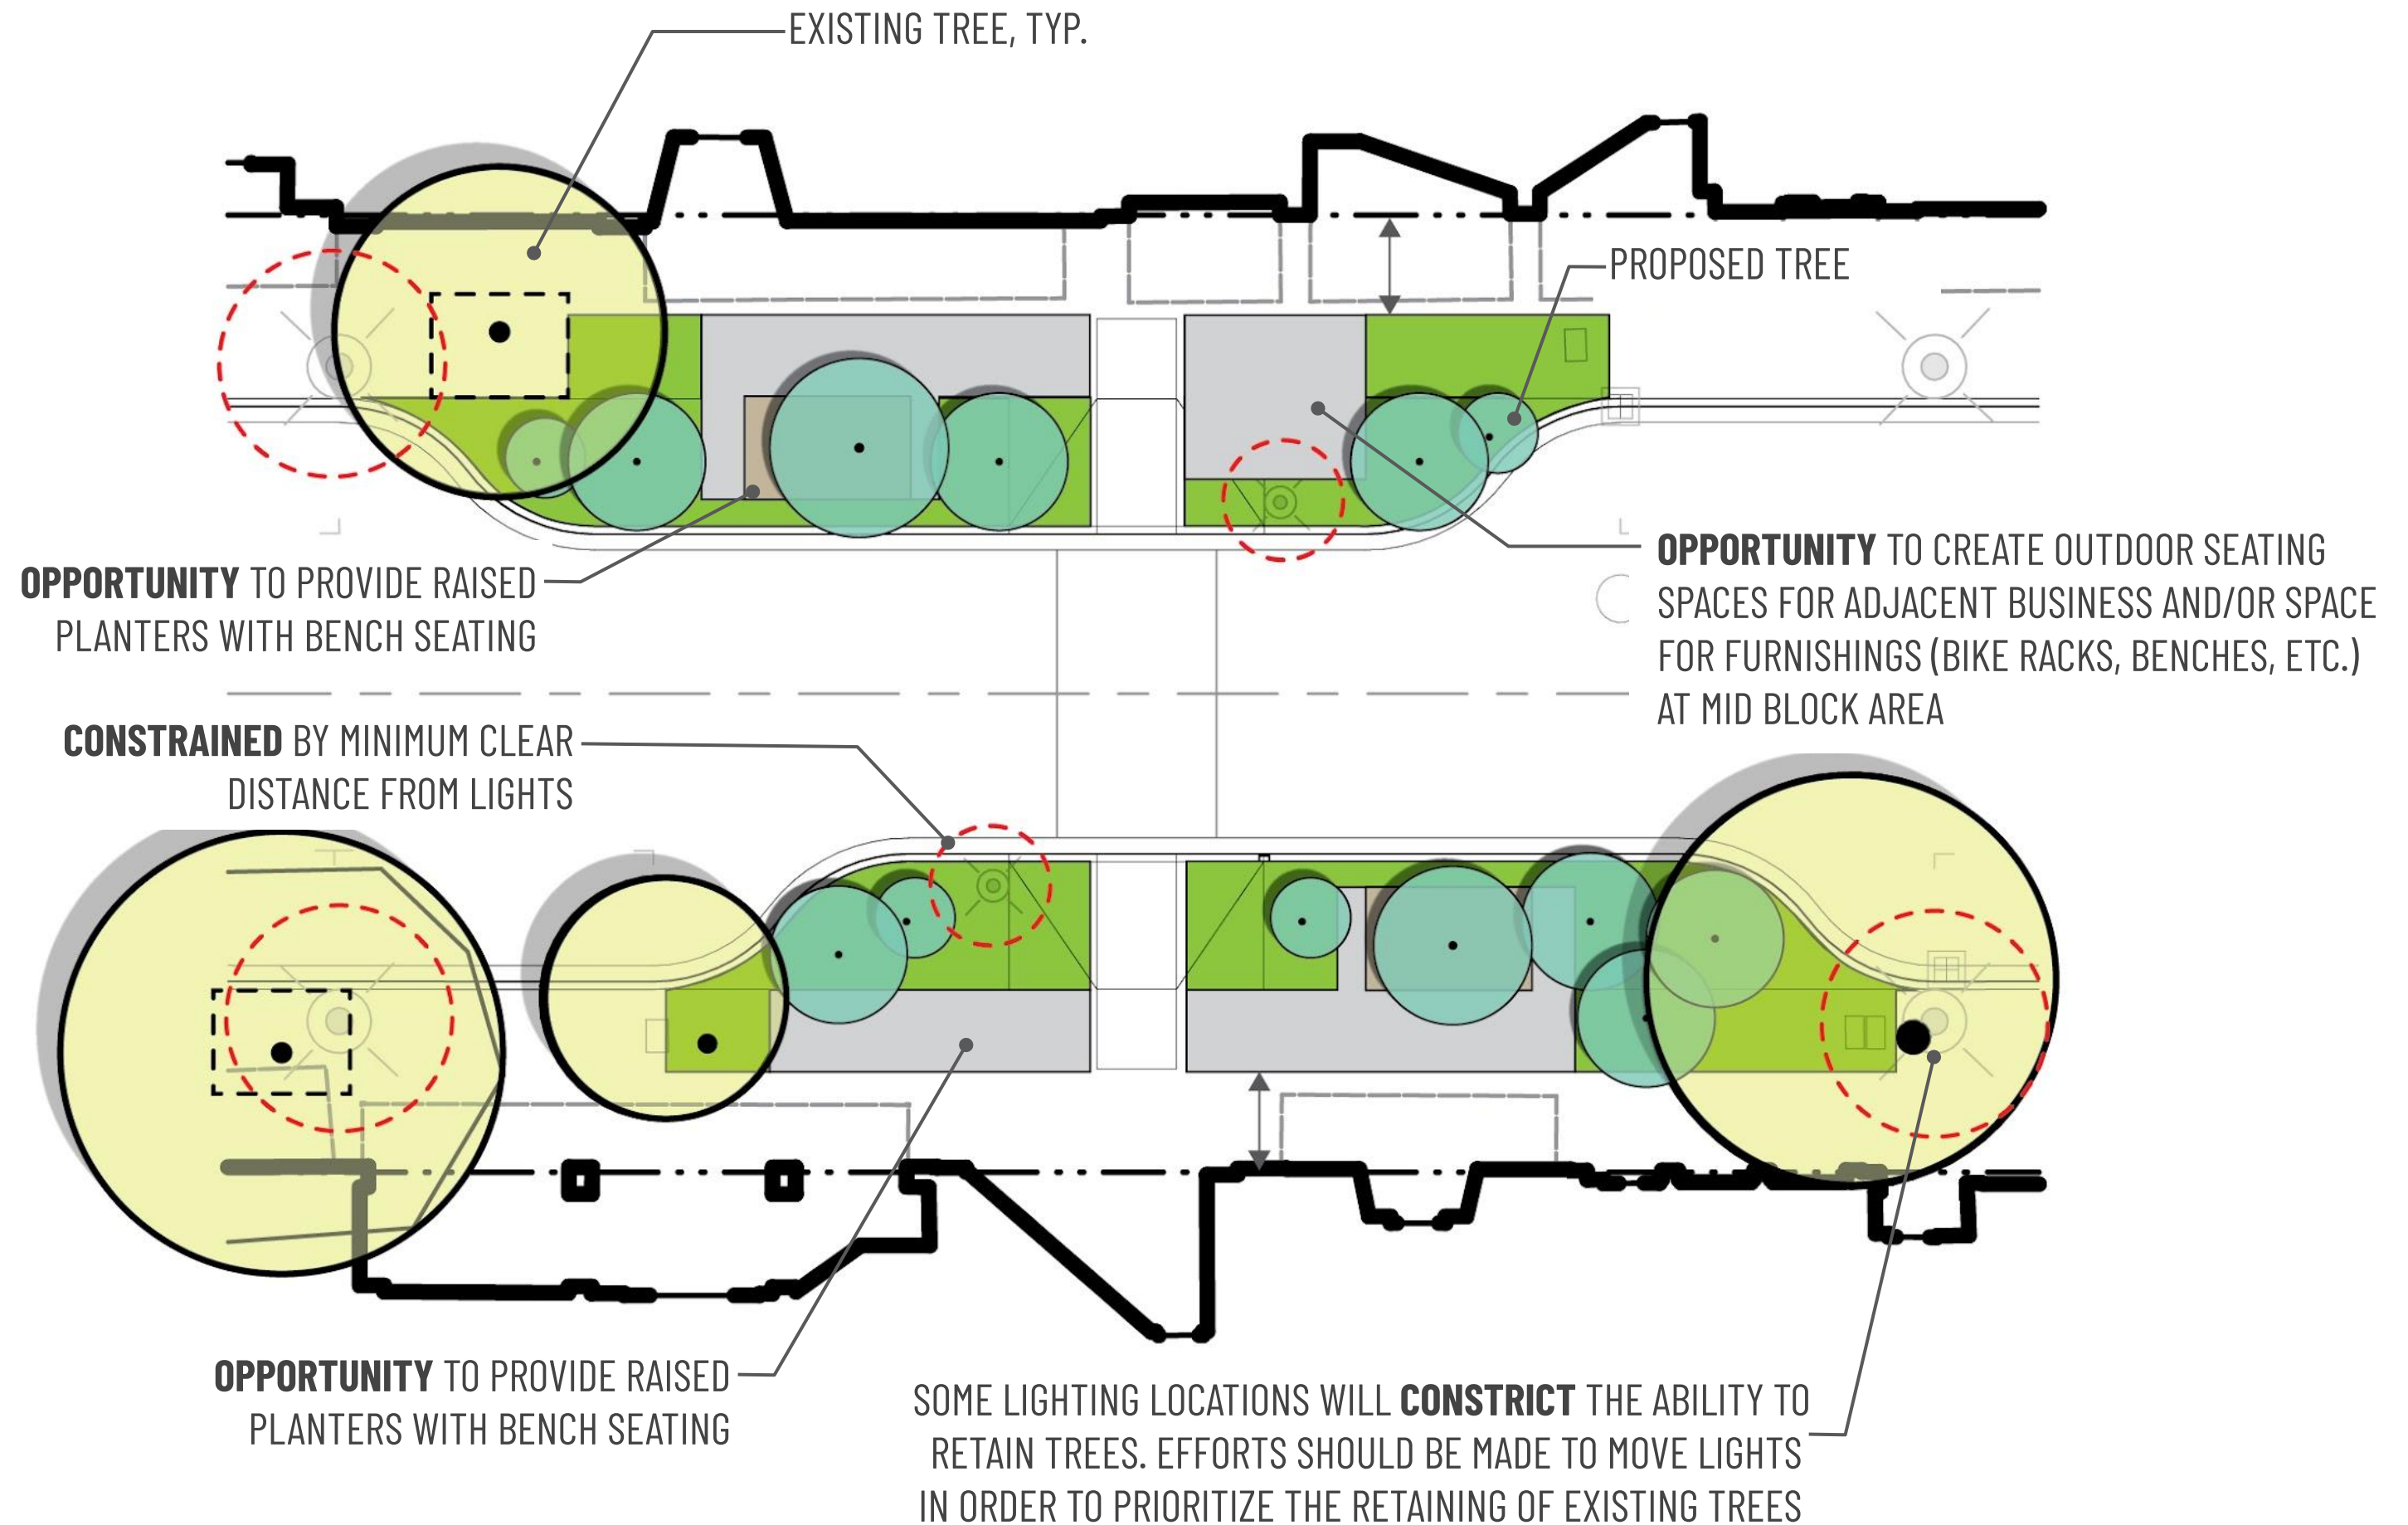 EXISTING TREE, TYP.
PROPOSED TREE
OPPORTUNITY TO PROVIDE RAISED
PLANTERS WITH BENCH SEATING
OPPORTUNITY TO CREATE OUTDOOR SEATING
SPACES FOR ADJACENT BUSINESS AND/OR SPACE
FOR FURNISHINGS (BIKE RACKS, BENCHES, ETC.)
AT MID BLOCK AREA
CONSTRAINED BY MINIMUM CLEAR
DISTANCE FROM LIGHTS
OPPORTUNITY TO PROVIDE RAISED
PLANTERS WITH BENCH SEATING
SOME LIGHTING LOCATIONS WILL CONSTRICT THE ABILITY TO
RETAIN TREES. EFFORTS SHOULD BE MADE TO MOVE LIGHTS
IN ORDER TO PRIORITIZE THE RETAINING OF EXISTING TREES